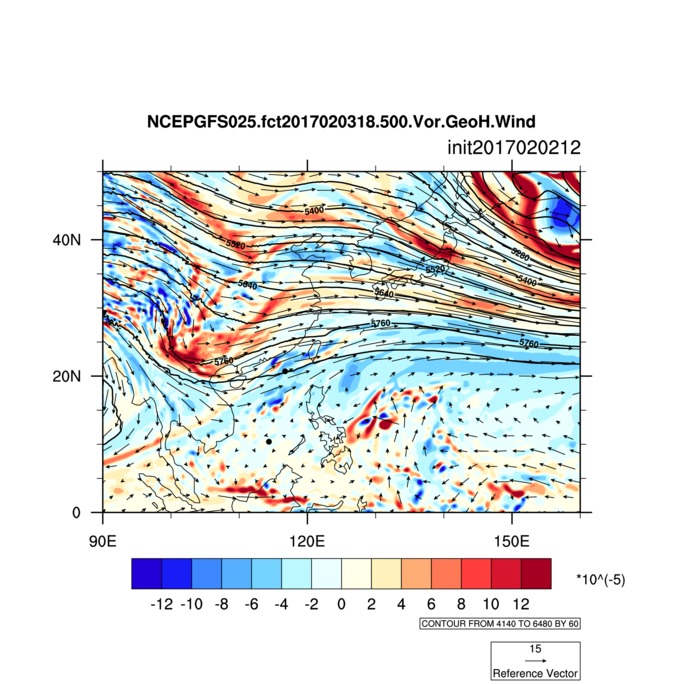 NCEPGFS025.fct2017020318.500.Vor.GeoH.Wind
init2017020212
5400
40N
5520
5280
5520
5400
5640
5640
5760
5760
5760
20N
0
90E 120E 150E
-12 -10 -8 -6 -4 -2 0 2 4 6 8 10 12
*10^(-5)
CONTOUR FROM 4140 TO 6480 BY 60
15
Reference Vector